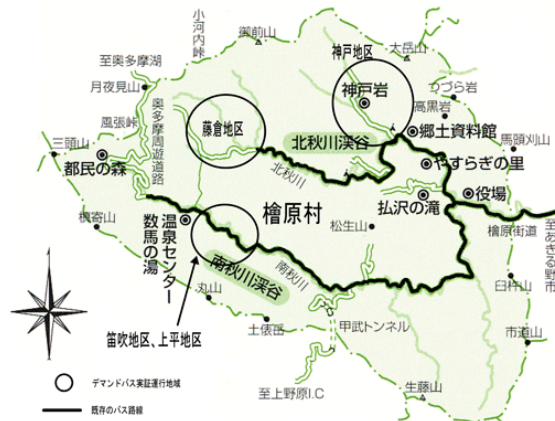 小河内峠
御前山
神戸地区
大岳山
至奥多摩湖
月夜見山
つづら岩
神戸岩
高黒岩
風張峠
奥多摩周遊道路
藤倉地区
北秋川渓谷
郷土資料館
馬頭刈山
三頭山
都民の森
北秋川
やすらぎの里
払沢の滝
役場
檜原村
槇寄山
温泉センター
数馬の湯
松生山
檜原街道
至あきる野市
南秋川
南秋川渓谷
丸山
臼杵山
土俵岳
甲武トンネル
笛吹地区、上平地区
市道山
至上野原I.C
生藤山
デマンドバス実証運行地域
既存のバス路線